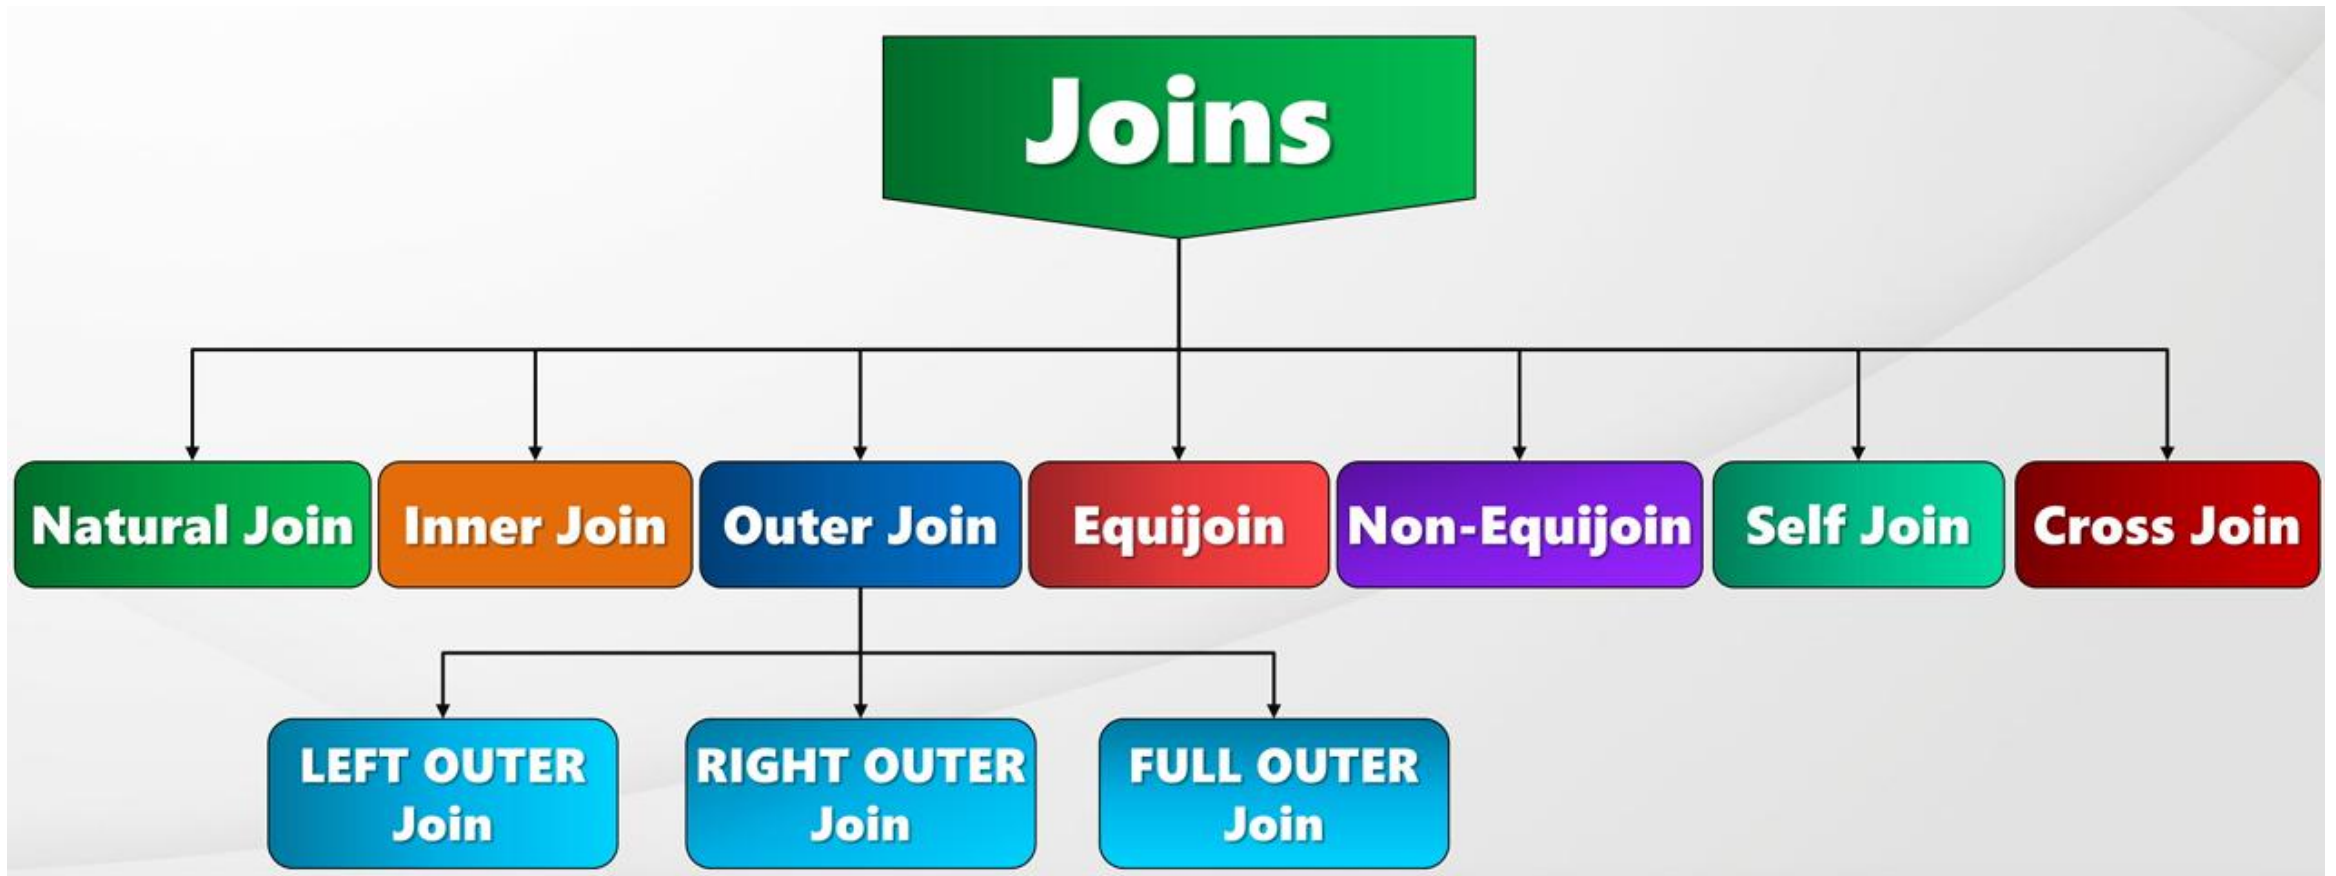 Joins
Natural Join
Inner Join
Outer Join
Equijoin
Non-Equijoin
Self Join
Cross Join
LEFT OUTER
Join
RIGHT OUTER
Join
FULL OUTER
Join